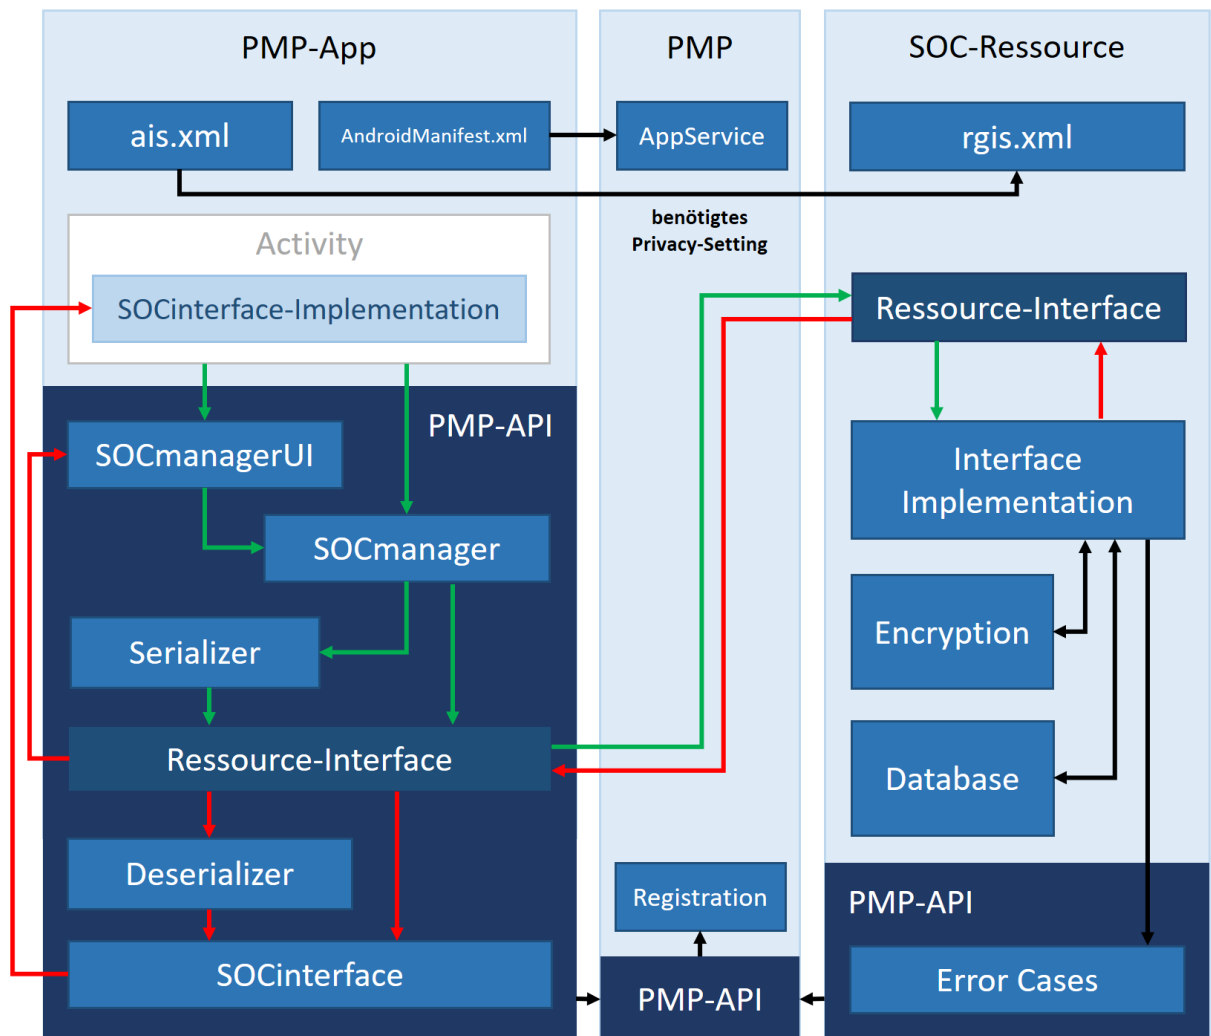 PMP-App
PMP
SOC-Ressource
ais.xml
AndroidManifest.xml
AppService
rgis.xml
benötigtes
Privacy-Setting
Activity
SOCinterface-Implementation
Ressource-Interface
PMP-API
SOCmanagerUI
Interface
Implementation
SOCmanager
Serializer
Encryption
Ressource-Interface
Database
Deserializer
Registration
PMP-API
SOCinterface
PMP-API
Error Cases